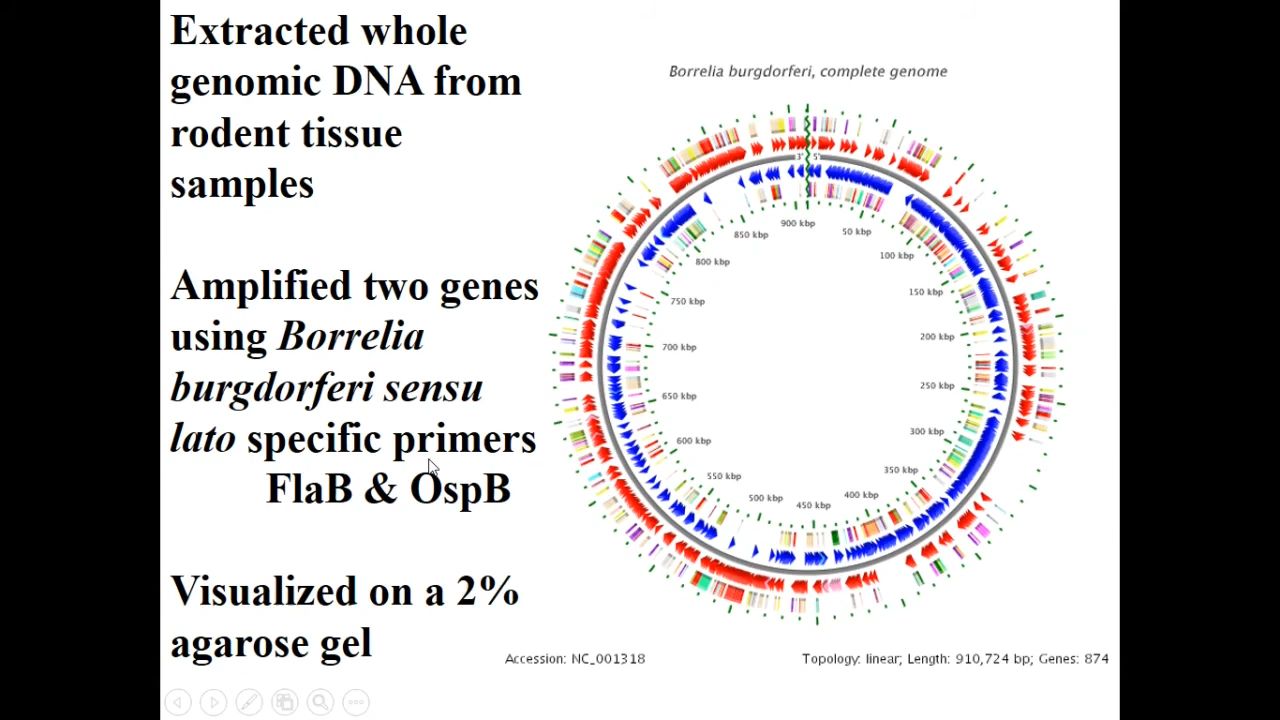 Extracted whole
genomic DNA from
rodent tissue
samples
Amplified two genes
using Borrelia
burgdorferi sensu
lato specific primers
FlaB & OspB
Visualized on a 2%
agarose gel
Borrelia burgdorferi, complete genome
3' 5'
900 kbp
50 kbp
100 kbp
150 kbp
200 kbp
250 kbp
300 kbp
350 kbp
400 kbp
450 kbp
500 kbp
550 kbp
600 kbp
650 kbp
700 kbp
750 kbp
800 kbp
850 kbp
Accession: NC_001318
Topology: linear; Length: 910,724 bp; Genes: 874